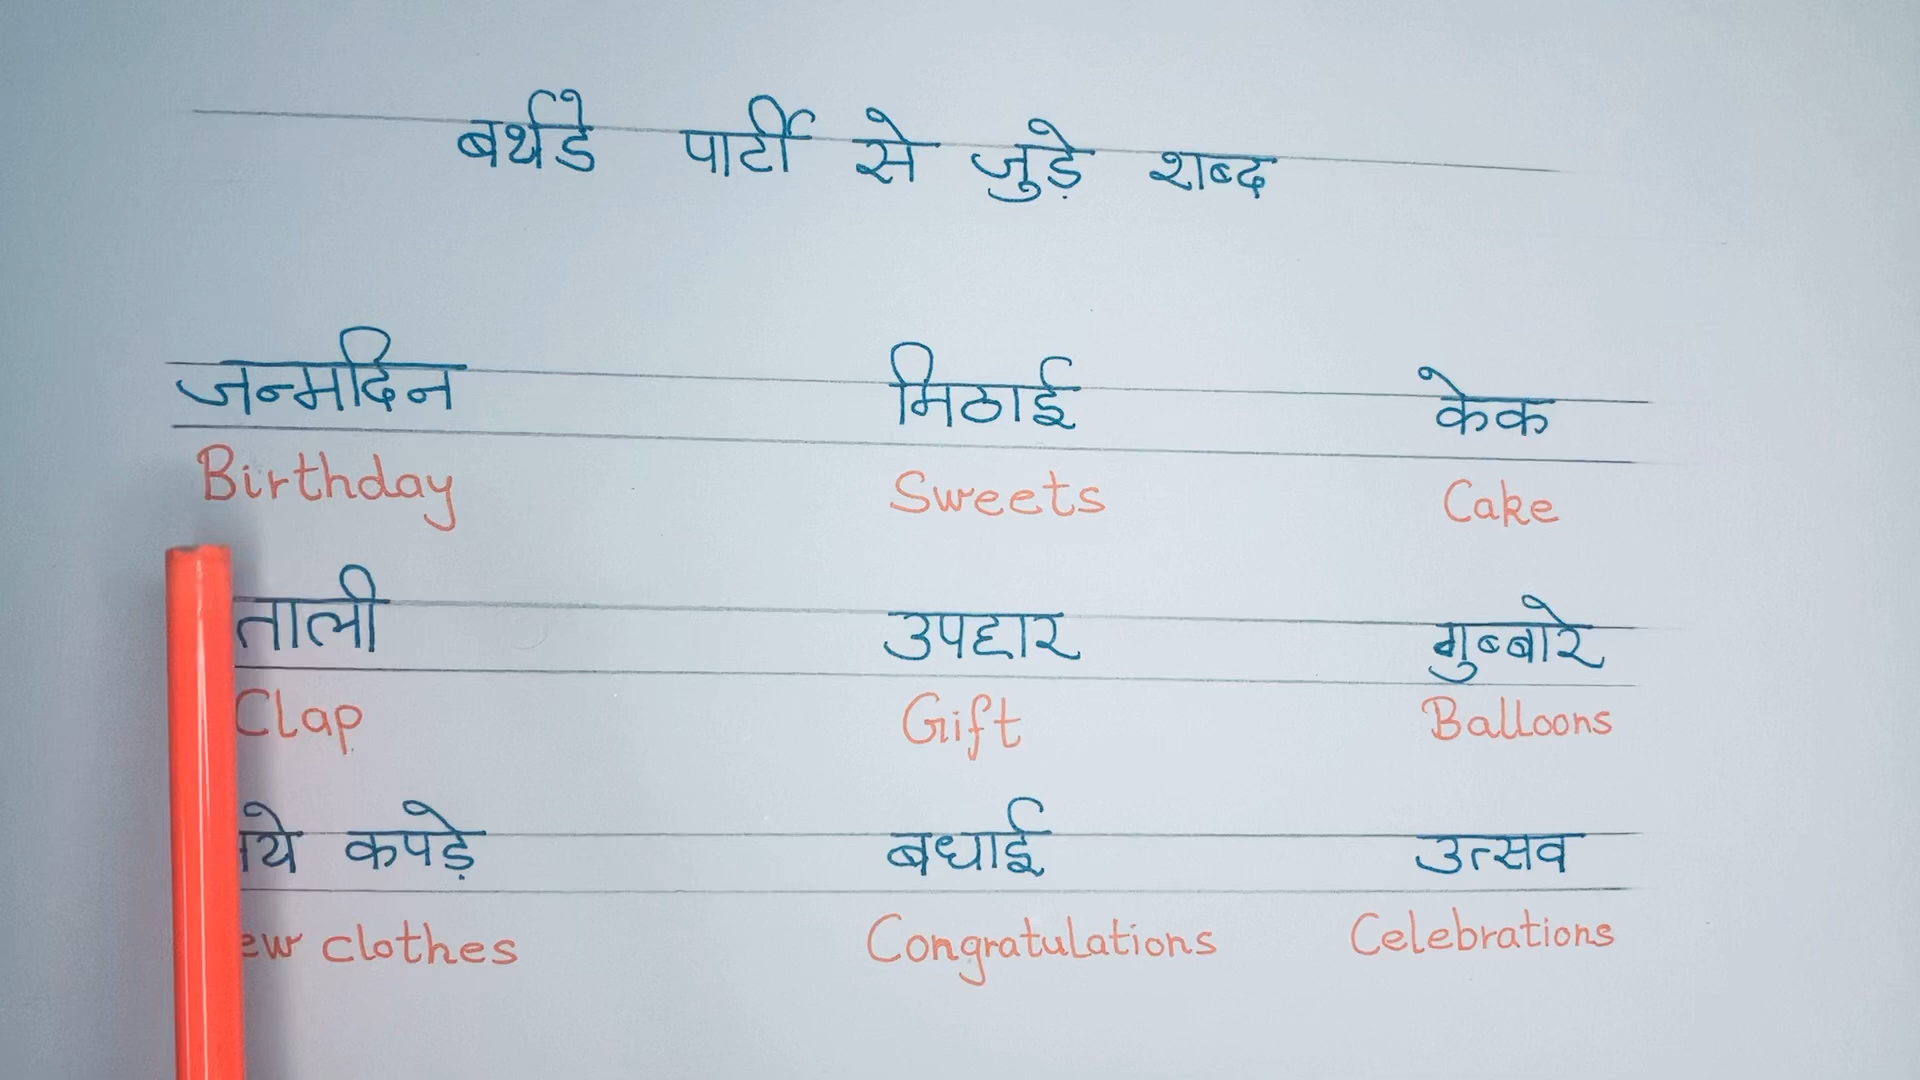 बर्थडे पार्टी से जुड़े शब्द
जन्मदिन मिठाई केक
Birthday Sweets Cake
ताली उपहार गुब्बारे
Clap Gift Balloons
कपड़े बधाई उत्सव
clothes Congratulations Celebrations